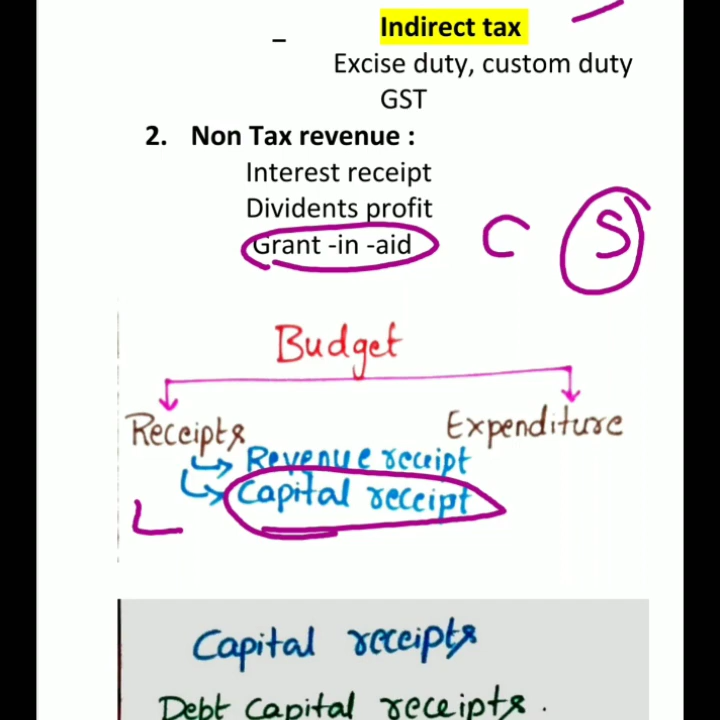 Indirect tax
–
Excise duty, custom duty
GST
2. Non Tax revenue :
Interest receipt
Dividents profit
Grant -in -aid
C S
Budget
Receipts Expenditure
Revenue receipt
Capital receipt
L
Capital receipts
Debt capital receipts.